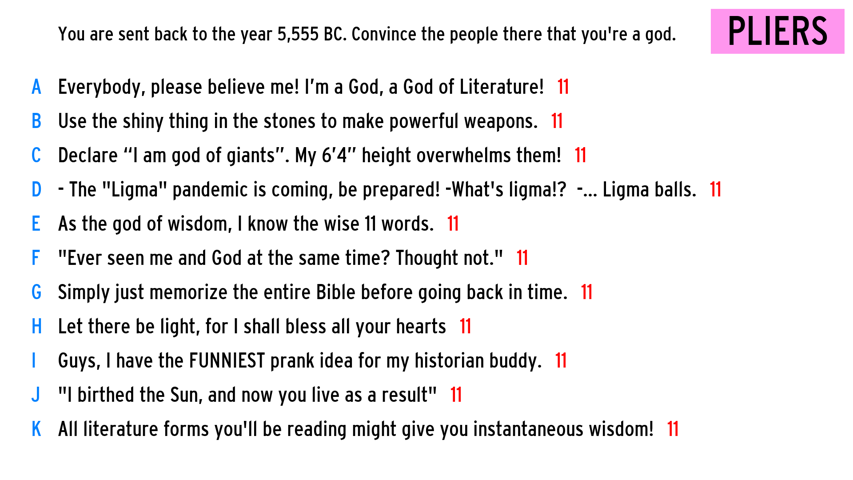 You are sent back to the year 5,555 BC. Convince the people there that you're a god.
PLIERS
A Everybody, please believe me! I’m a God, a God of Literature! 11
B Use the shiny thing in the stones to make powerful weapons. 11
C Declare “I am god of giants”. My 6’4” height overwhelms them! 11
D - The "Ligma" pandemic is coming, be prepared! -What's ligma!? -... Ligma balls. 11
E As the god of wisdom, I know the wise 11 words. 11
F "Ever seen me and God at the same time? Thought not." 11
G Simply just memorize the entire Bible before going back in time. 11
H Let there be light, for I shall bless all your hearts 11
I Guys, I have the FUNNIEST prank idea for my historian buddy. 11
J "I birthed the Sun, and now you live as a result" 11
K All literature forms you'll be reading might give you instantaneous wisdom! 11